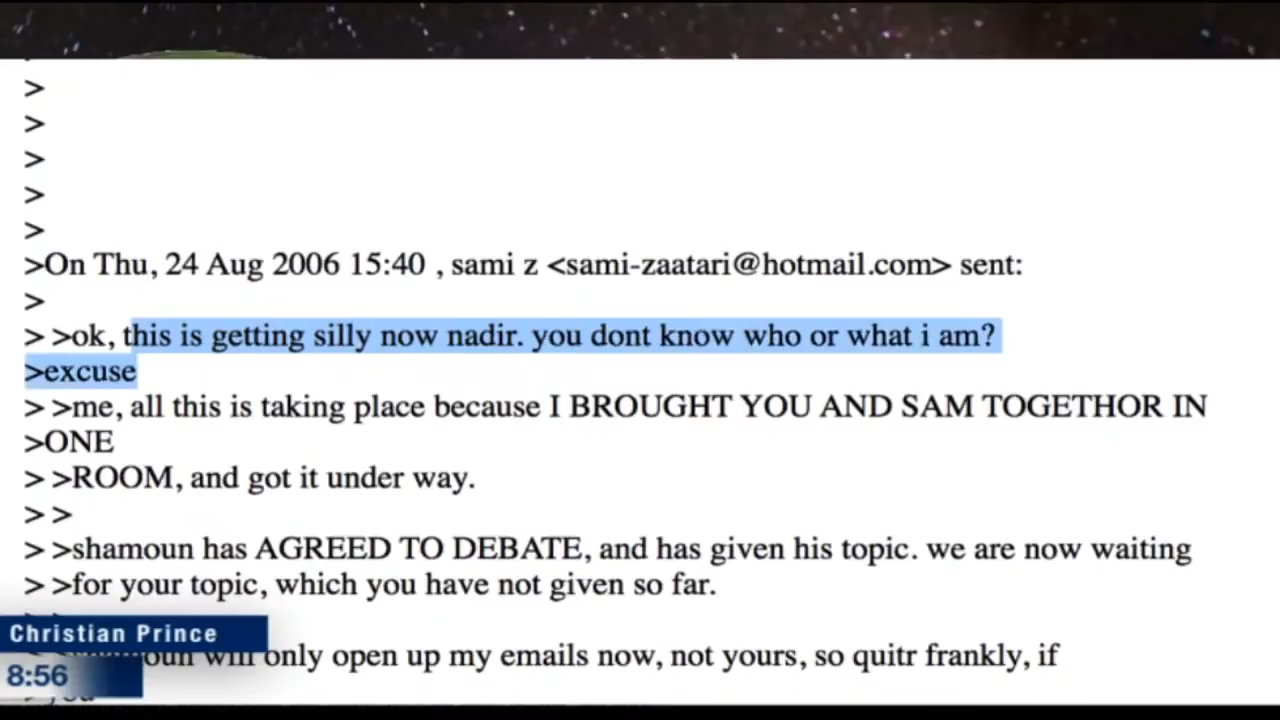 >
>
>
>
>
>On Thu, 24 Aug 2006 15:40 , sami z <sami-zaatari@hotmail.com> sent:
>
> >ok, this is getting silly now nadir. you dont know who or what i am?
>excuse
> >me, all this is taking place because I BROUGHT YOU AND SAM TOGETHOR IN
>ONE
> >ROOM, and got it under way.
> >
> >shamoun has AGREED TO DEBATE, and has given his topic. we are now waiting
> >for your topic, which you have not given so far.
Christian Prince
will only open up my emails now, not yours, so quitr frankly, if
8:56